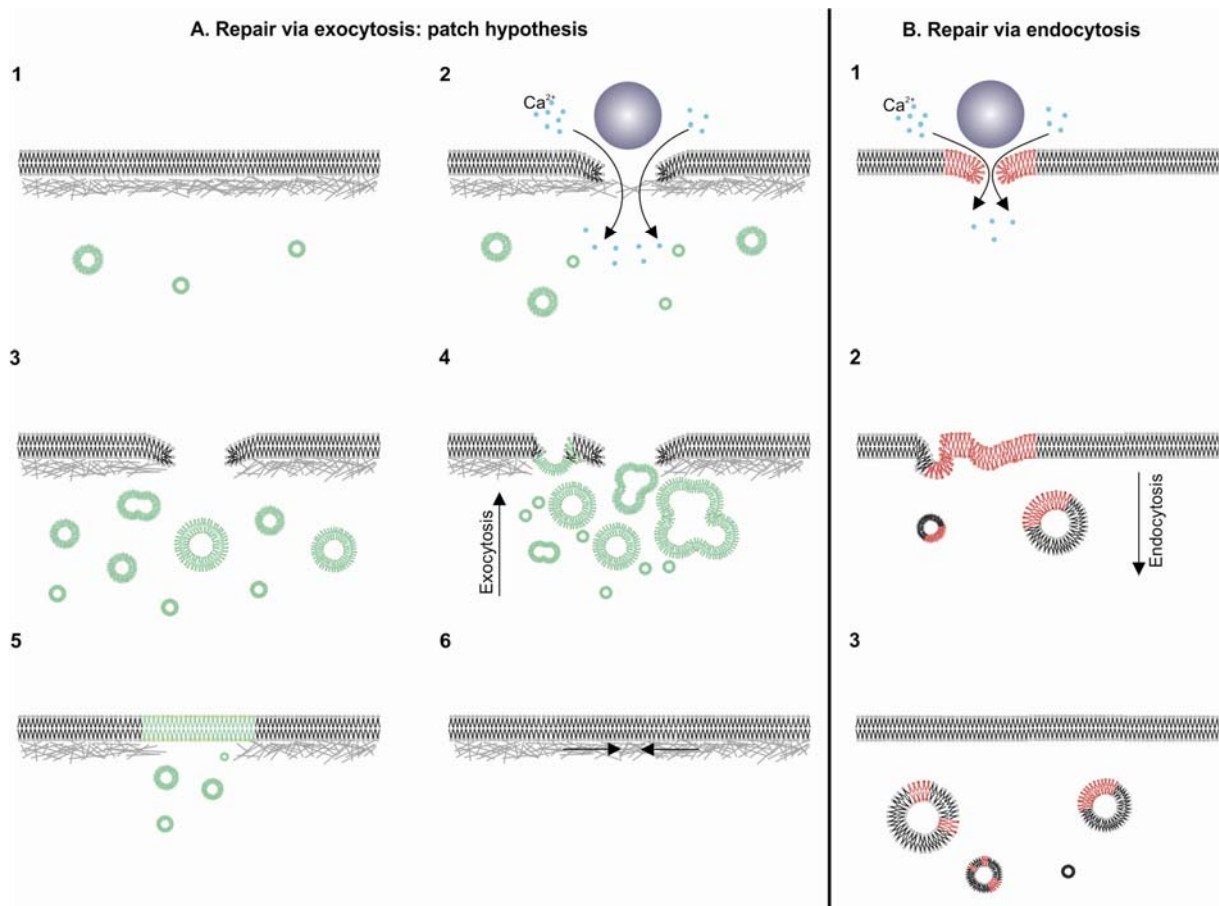 A. Repair via exocytosis: patch hypothesis
1
2
Ca²⁺
3
4
Exocytosis
5
6
B. Repair via endocytosis
1
Ca²⁺
2
Endocytosis
3